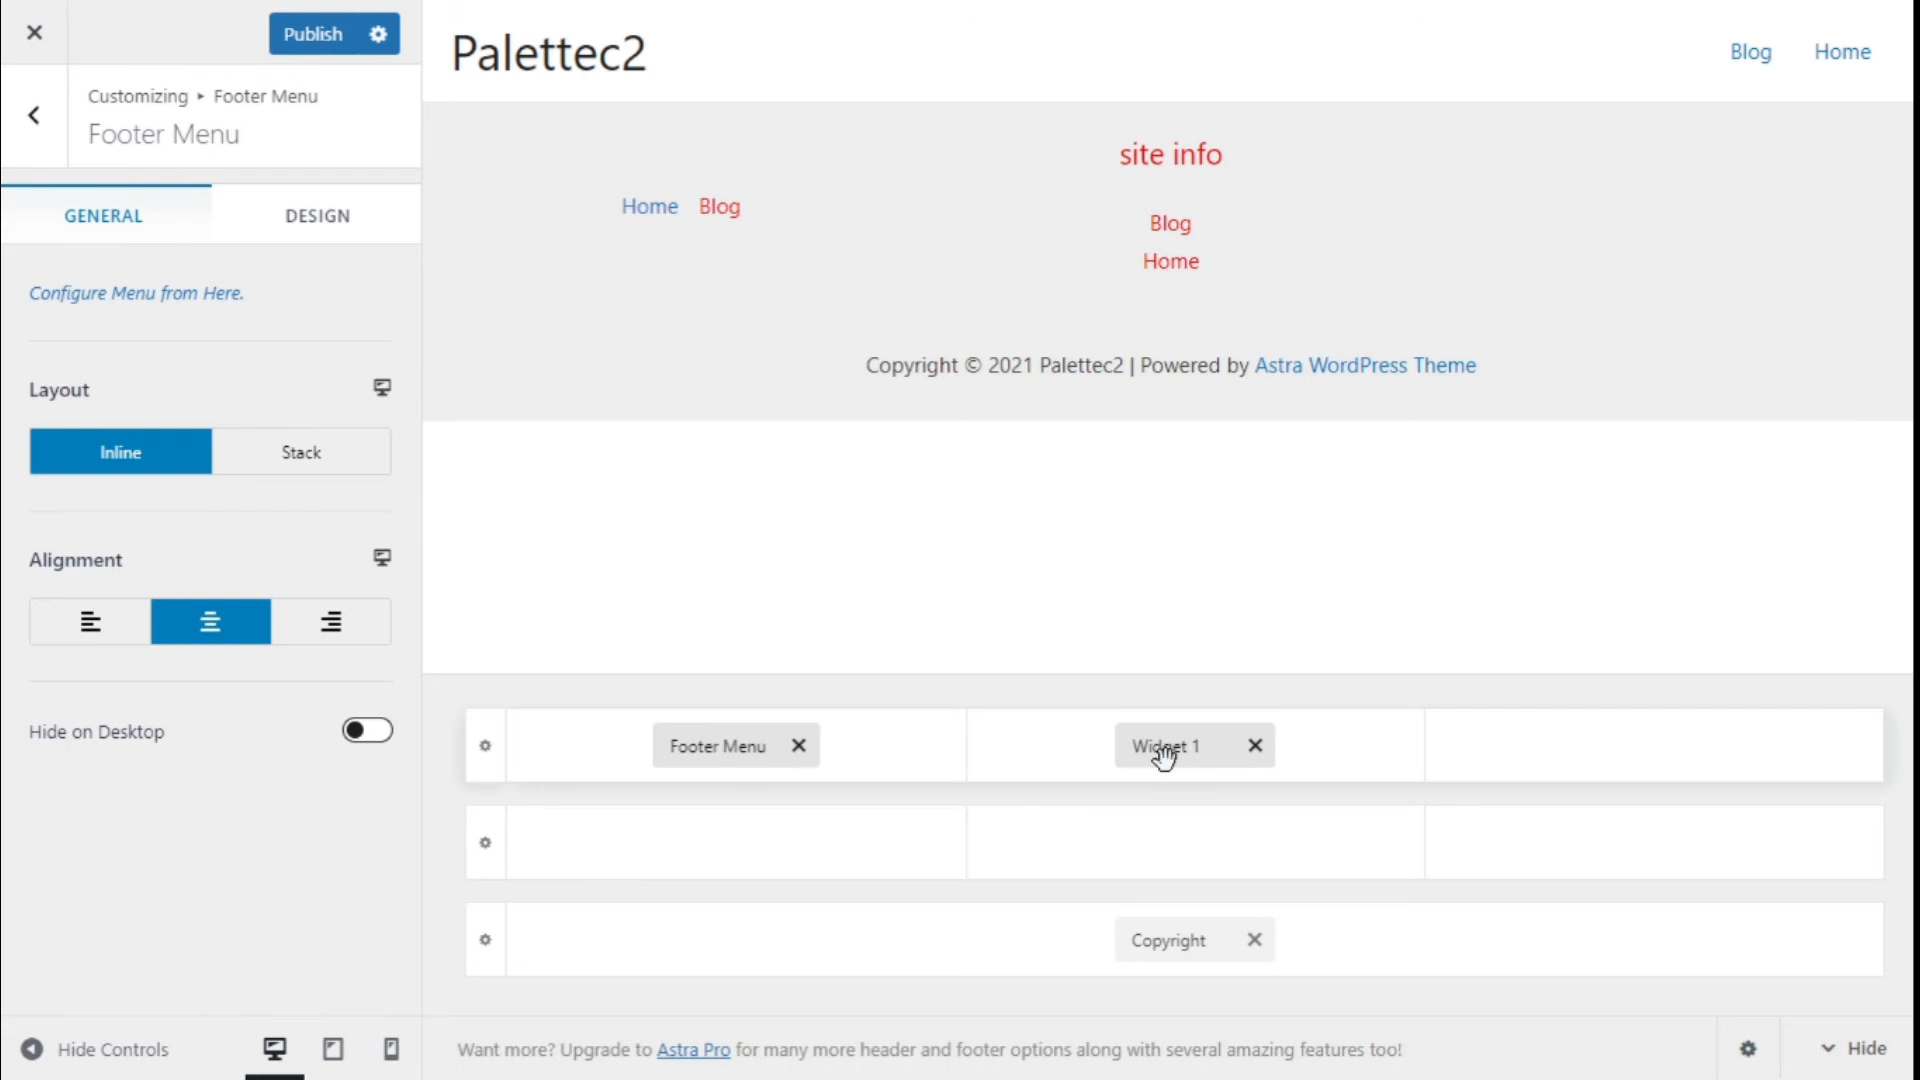 Publish
Customizing ▸ Footer Menu
Footer Menu
GENERAL
DESIGN
Configure Menu from Here.
Layout
Inline
Stack
Alignment
Hide on Desktop
Hide Controls
Palettec2
Blog
Home
site info
Home
Blog
Blog
Home
Copyright © 2021 Palettec2 | Powered by Astra WordPress Theme
Footer Menu
Widget 1
Copyright
Want more? Upgrade to Astra Pro for many more header and footer options along with several amazing features too!
Hide